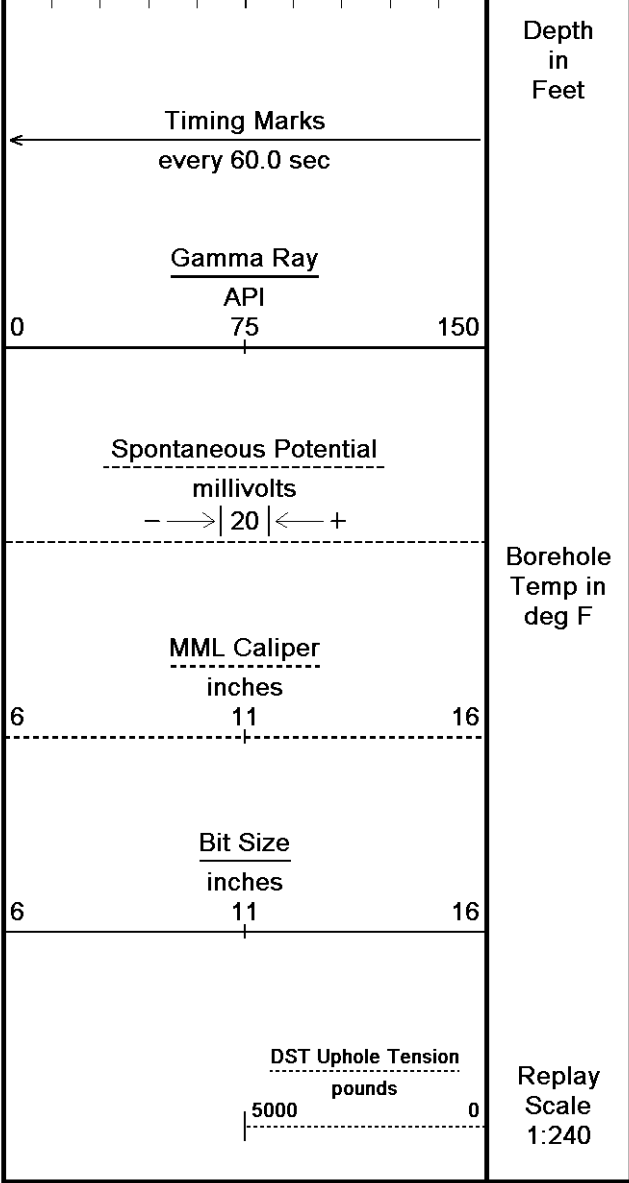 Depth
in
Feet
Timing Marks
every 60.0 sec
Gamma Ray
API
0 75 150
Spontaneous Potential
millivolts
− 20 +
Borehole
Temp in
deg F
MML Caliper
inches
6 11 16
Bit Size
inches
6 11 16
DST Uphole Tension
pounds
5000 0
Replay
Scale
1:240